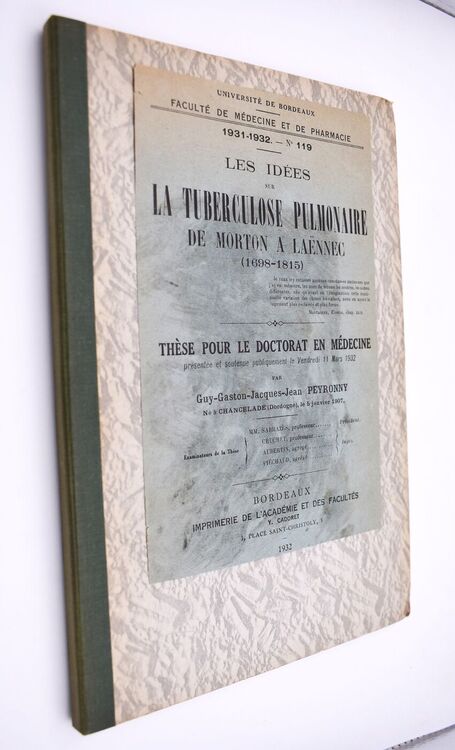 UNIVERSITÉ DE BORDEAUX
FACULTÉ DE MÉDECINE ET DE PHARMACIE
1931-1932. — N° 119
LES IDÉES
SUR
LA TUBERCULOSE PULMONAIRE
DE MORTON A LAËNNEC
(1698-1815)
THÈSE POUR LE DOCTORAT EN MÉDECINE
présentée et soutenue publiquement le Vendredi 11 Mars 1932
PAR
Guy-Gaston-Jacques-Jean PEYRONNY
Né à CHANCELADE (Dordogne), le 5 janvier 1907.
MM. SABRAZÈS, professeur...... Président.
CRUCHET, professeur....
Examinateurs de la Thèse
agrégé.... Juges.
agrégé
BORDEAUX
IMPRIMERIE DE L'ACADÉMIE ET DES FACULTÉS
Y. CADORET
PLACE SAINT-CHRISTOLY,
1932